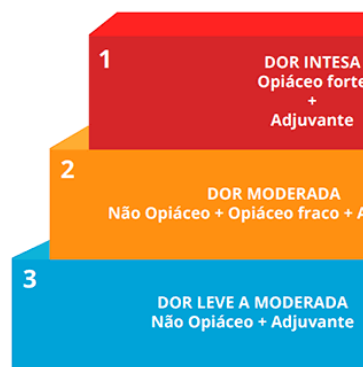 1
DOR INTESA
Opiáceo forte
+
Adjuvante
2
DOR MODERADA
Não Opiáceo + Opiáceo fraco +
3
DOR LEVE A MODERADA
Não Opiáceo + Adjuvante